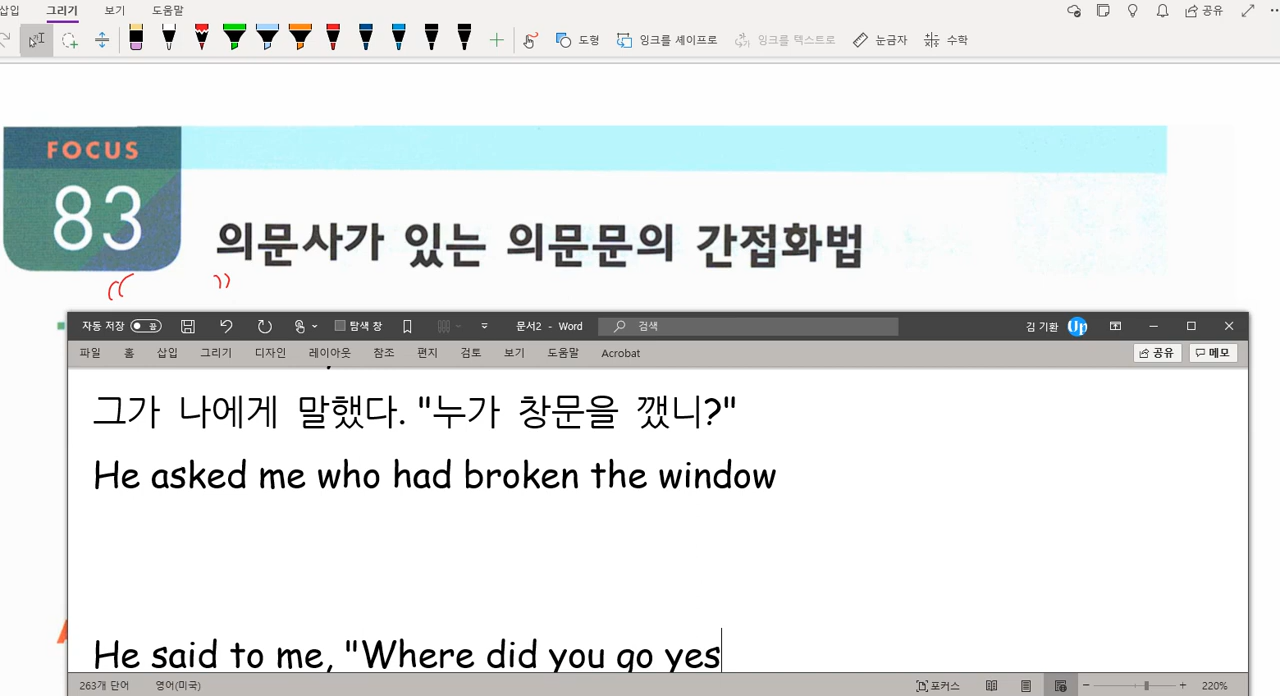 삽입 그리기 보기 도움말
공유
도형 잉크를 셰이프로 잉크를 텍스트로 눈금자 수학
FOCUS
83
의문사가 있는 의문문의 간접화법
자동 저장 끔 탐색 창 문서2 - Word 검색 김 기환 Up
파일 홈 삽입 그리기 디자인 레이아웃 참조 편지 검토 보기 도움말 Acrobat 공유 메모
그가 나에게 말했다. "누가 창문을 깼니?"
He asked me who had broken the window
He said to me, "Where did you go yes
263개 단어 영어(미국) 포커스 220%